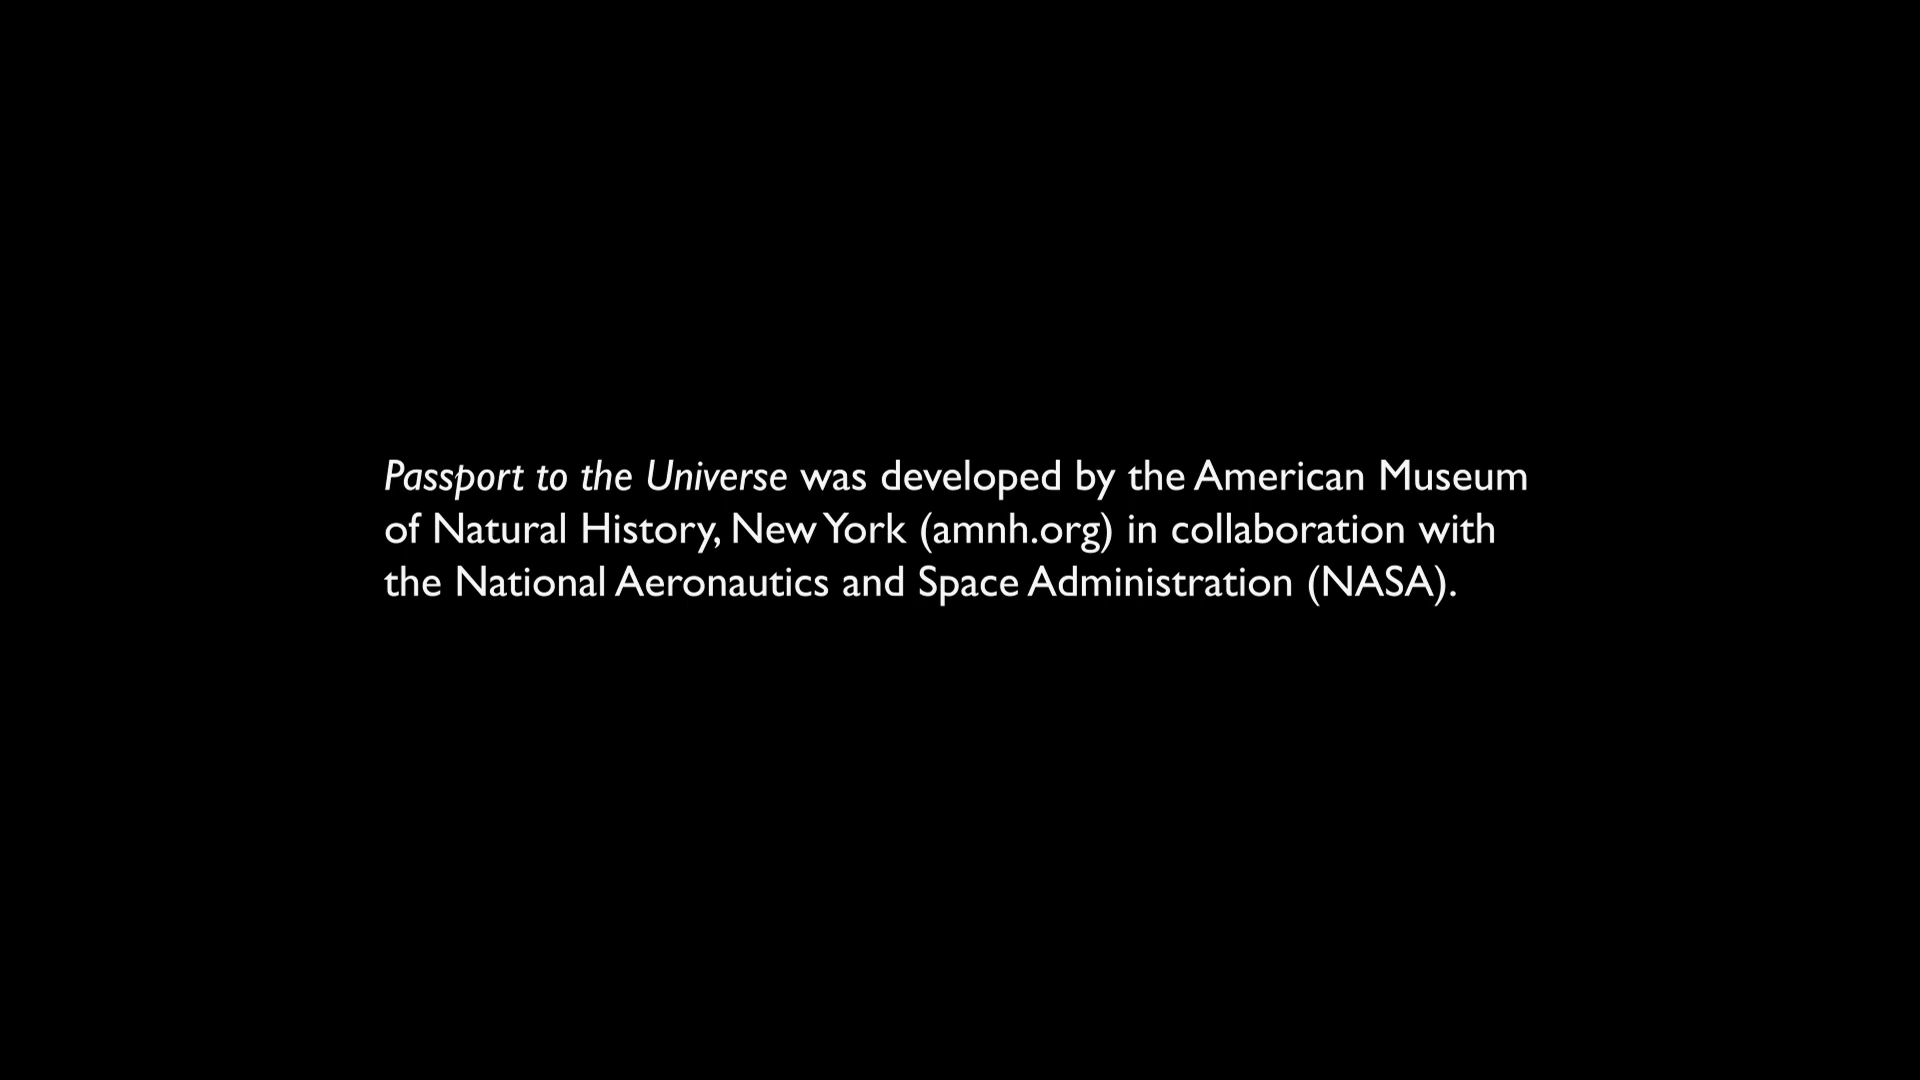 Passport to the Universe was developed by the American Museum
of Natural History, New York (amnh.org) in collaboration with
the National Aeronautics and Space Administration (NASA).